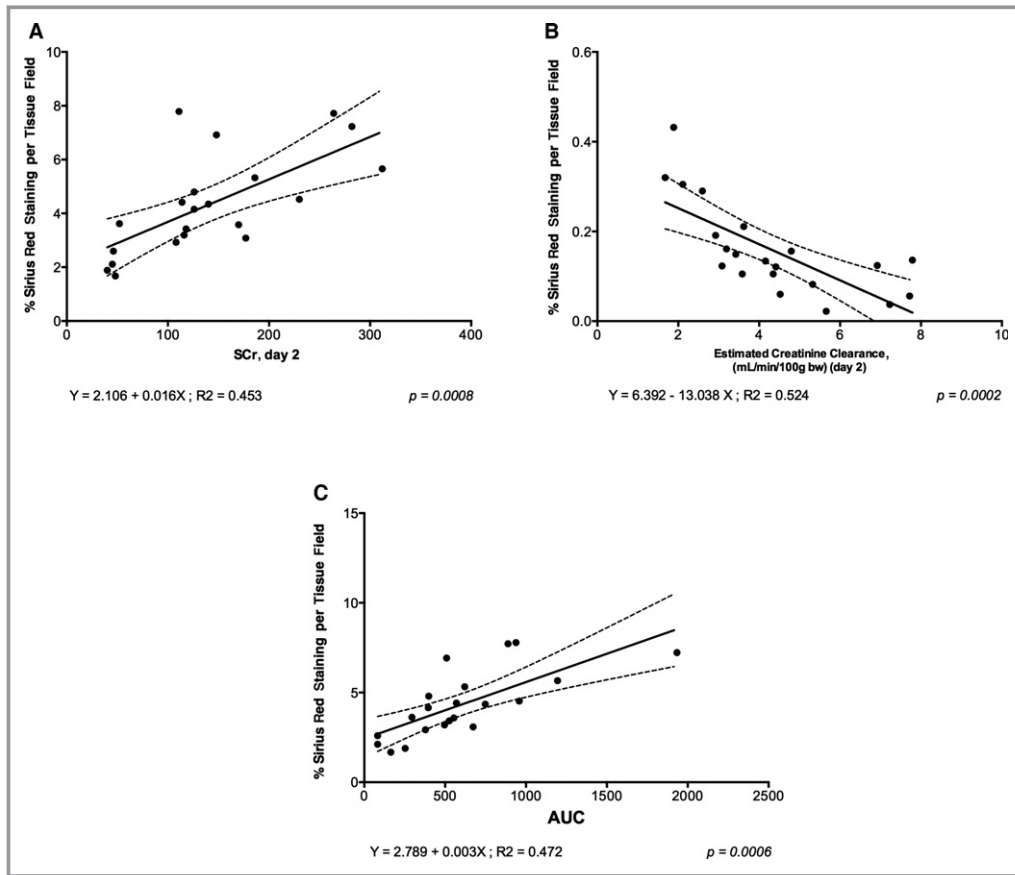 A
% Sirius Red Staining per Tissue Field
10
8
6
4
2
0
0 100 200 300 400
SCr, day 2
Y = 2.106 + 0.016X ; R2 = 0.453 p = 0.0008
B
% Sirius Red Staining per Tissue Field
0.6
0.4
0.2
0.0
0 2 4 6 8 10
Estimated Creatinine Clearance,
(mL/min/100g bw) (day 2)
Y = 6.392 - 13.038 X ; R2 = 0.524 p = 0.0002
C
% Sirius Red Staining per Tissue Field
15
10
5
0
0 500 1000 1500 2000 2500
AUC
Y = 2.789 + 0.003X ; R2 = 0.472 p = 0.0006